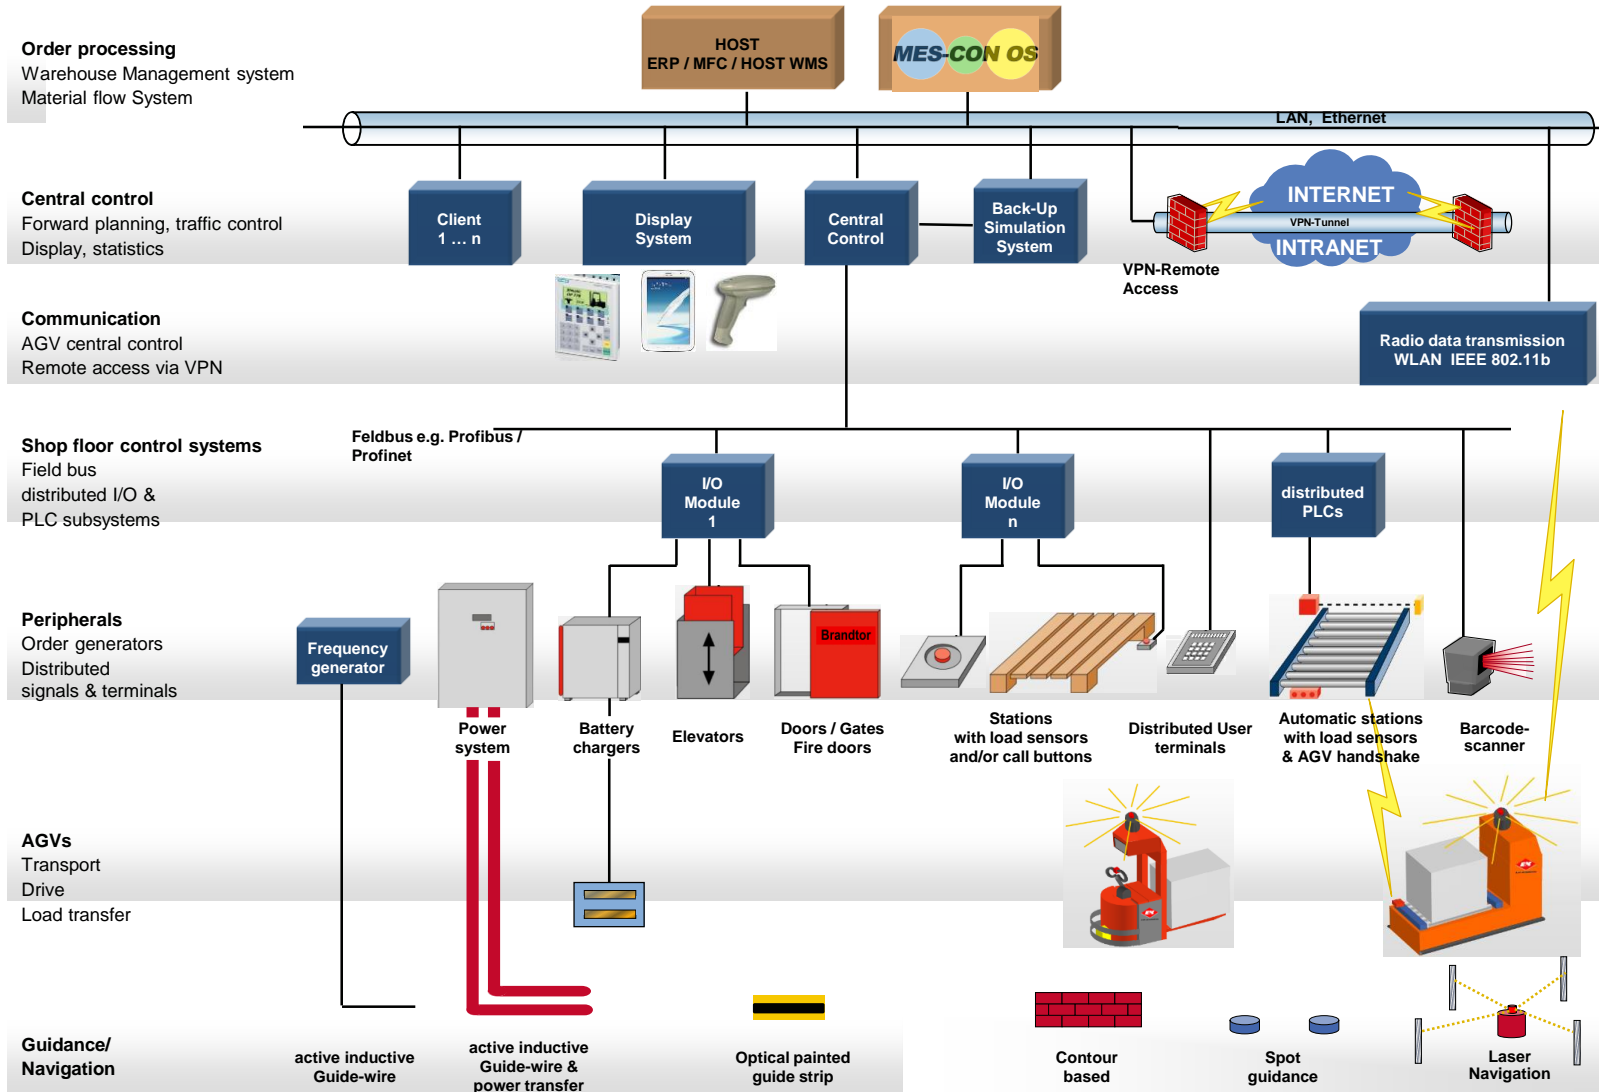 Order processing
Warehouse Management system
Material flow System
HOST
ERP / MFC / HOST WMS
MES-CON OS
LAN, Ethernet
Central control
Forward planning, traffic control
Display, statistics
Client
1 ... n
Display
System
Central
Control
Back-Up
Simulation
System
INTERNET
VPN-Tunnel
INTRANET
VPN-Remote
Access
Communication
AGV central control
Remote access via VPN
Radio data transmission
WLAN IEEE 802.11b
Shop floor control systems
Field bus
distributed I/O &
PLC subsystems
Feldbus e.g. Profibus /
Profinet
I/O
Module
1
I/O
Module
n
distributed
PLCs
Peripherals
Order generators
Distributed
signals & terminals
Frequency
generator
Brandtor
Power
system
Battery
chargers
Elevators
Doors / Gates
Fire doors
Stations
with load sensors
and/or call buttons
Distributed User
terminals
Automatic stations
with load sensors
& AGV handshake
Barcode-
scanner
AGVs
Transport
Drive
Load transfer
Guidance/
Navigation
active inductive
Guide-wire
active inductive
Guide-wire &
power transfer
Optical painted
guide strip
Contour
based
Spot
guidance
Laser
Navigation